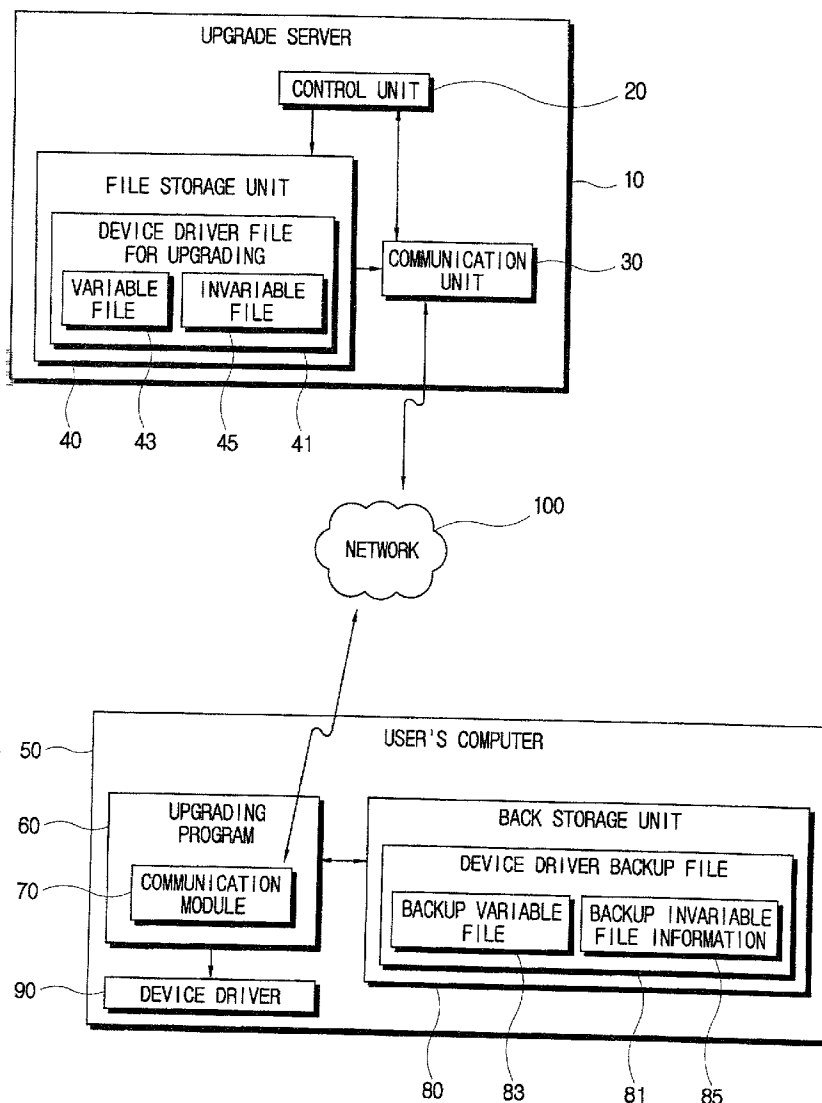 UPGRADE SERVER
CONTROL UNIT
20
FILE STORAGE UNIT
10
DEVICE DRIVER FILE
FOR UPGRADING
COMMUNICATION
UNIT
30
VARIABLE
FILE
INVARIABLE
FILE
40
43
45
41
100
NETWORK
50
USER'S COMPUTER
60
UPGRADING
PROGRAM
BACK STORAGE UNIT
DEVICE DRIVER BACKUP FILE
70
COMMUNICATION
MODULE
BACKUP VARIABLE
FILE
BACKUP INVARIABLE
FILE INFORMATION
90
DEVICE DRIVER
80
83
81
85